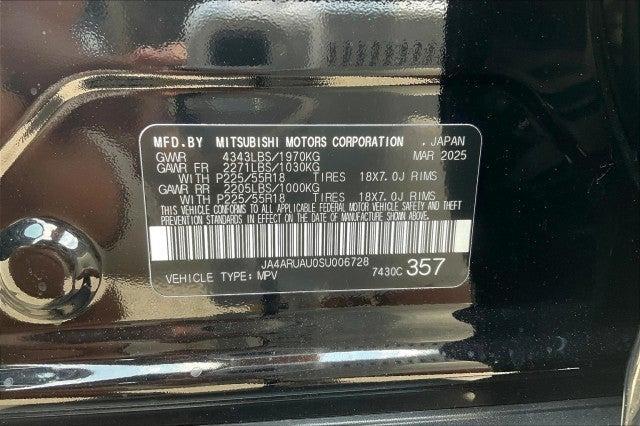 MFD.BY MITSUBISHI MOTORS CORPORATION . JAPAN
GVWR 4343LBS/1970KG MAR 2025
GAWR FR 2271LBS/1030KG
WITH P225/55R18 TIRES 18X7.0J RIMS
GAWR RR 2205LBS/1000KG
WITH P225/55R18 TIRES 18X7.0J RIMS
THIS VEHICLE CONFORMS TO ALL APPLICABLE FEDERAL MOTOR VEHICLE SAFETY AND THEFT
PREVENTION STANDARDS IN EFFECT ON THE DATE OF MANUFACTURE SHOWN ABOVE.
JA4ARUAU0SU006728
VEHICLE TYPE: MPV 7430C 357